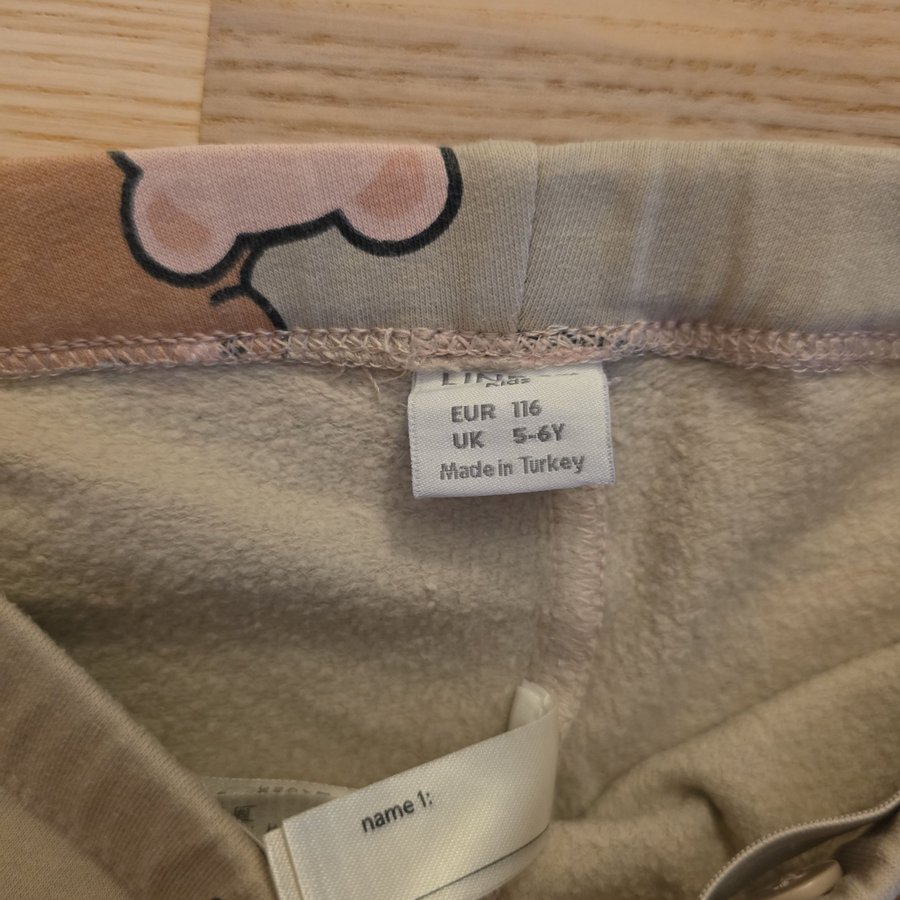 EUR 116
UK 5-6Y
Made in Turkey
name 1: